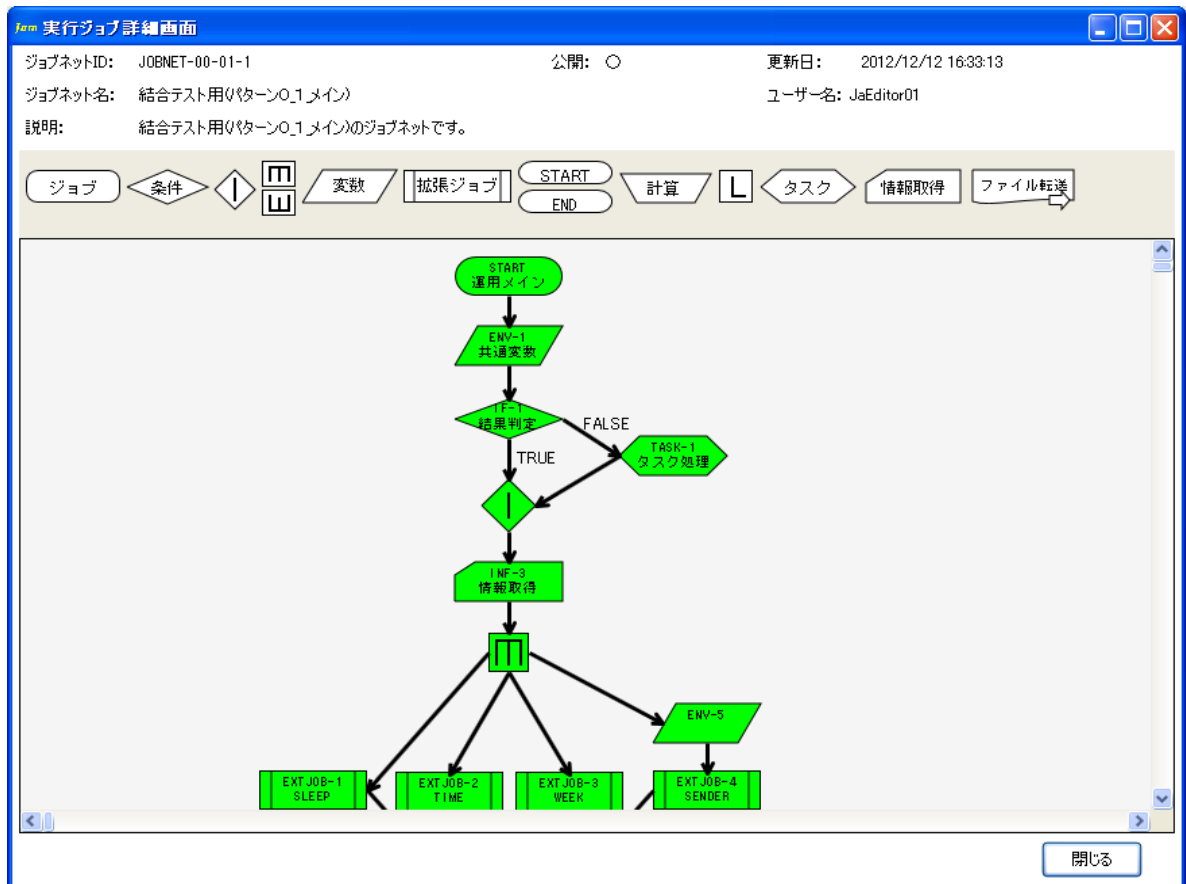 Jam 実行ジョブ詳細画面
ジョブネットID: JOBNET-00-01-1 公開: ○ 更新日: 2012/12/12 16:33:13
ジョブネット名: 結合テスト用(パターン0_1_メイン) ユーザー名: JaEditor01
説明: 結合テスト用(パターン0_1_メイン)のジョブネットです。
ジョブ 条件 変数 拡張ジョブ START 計算 L タスク 情報取得 ファイル転送
END
START
運用メイン
ENV-1
共通変数
IF-1
結果判定
FALSE
TASK-1
タスク処理
TRUE
INF-3
情報取得
ENV-5
EXTJOB-1 EXTJOB-2 EXTJOB-3 EXTJOB-4
SLEEP TIME WEEK SENDER
閉じる